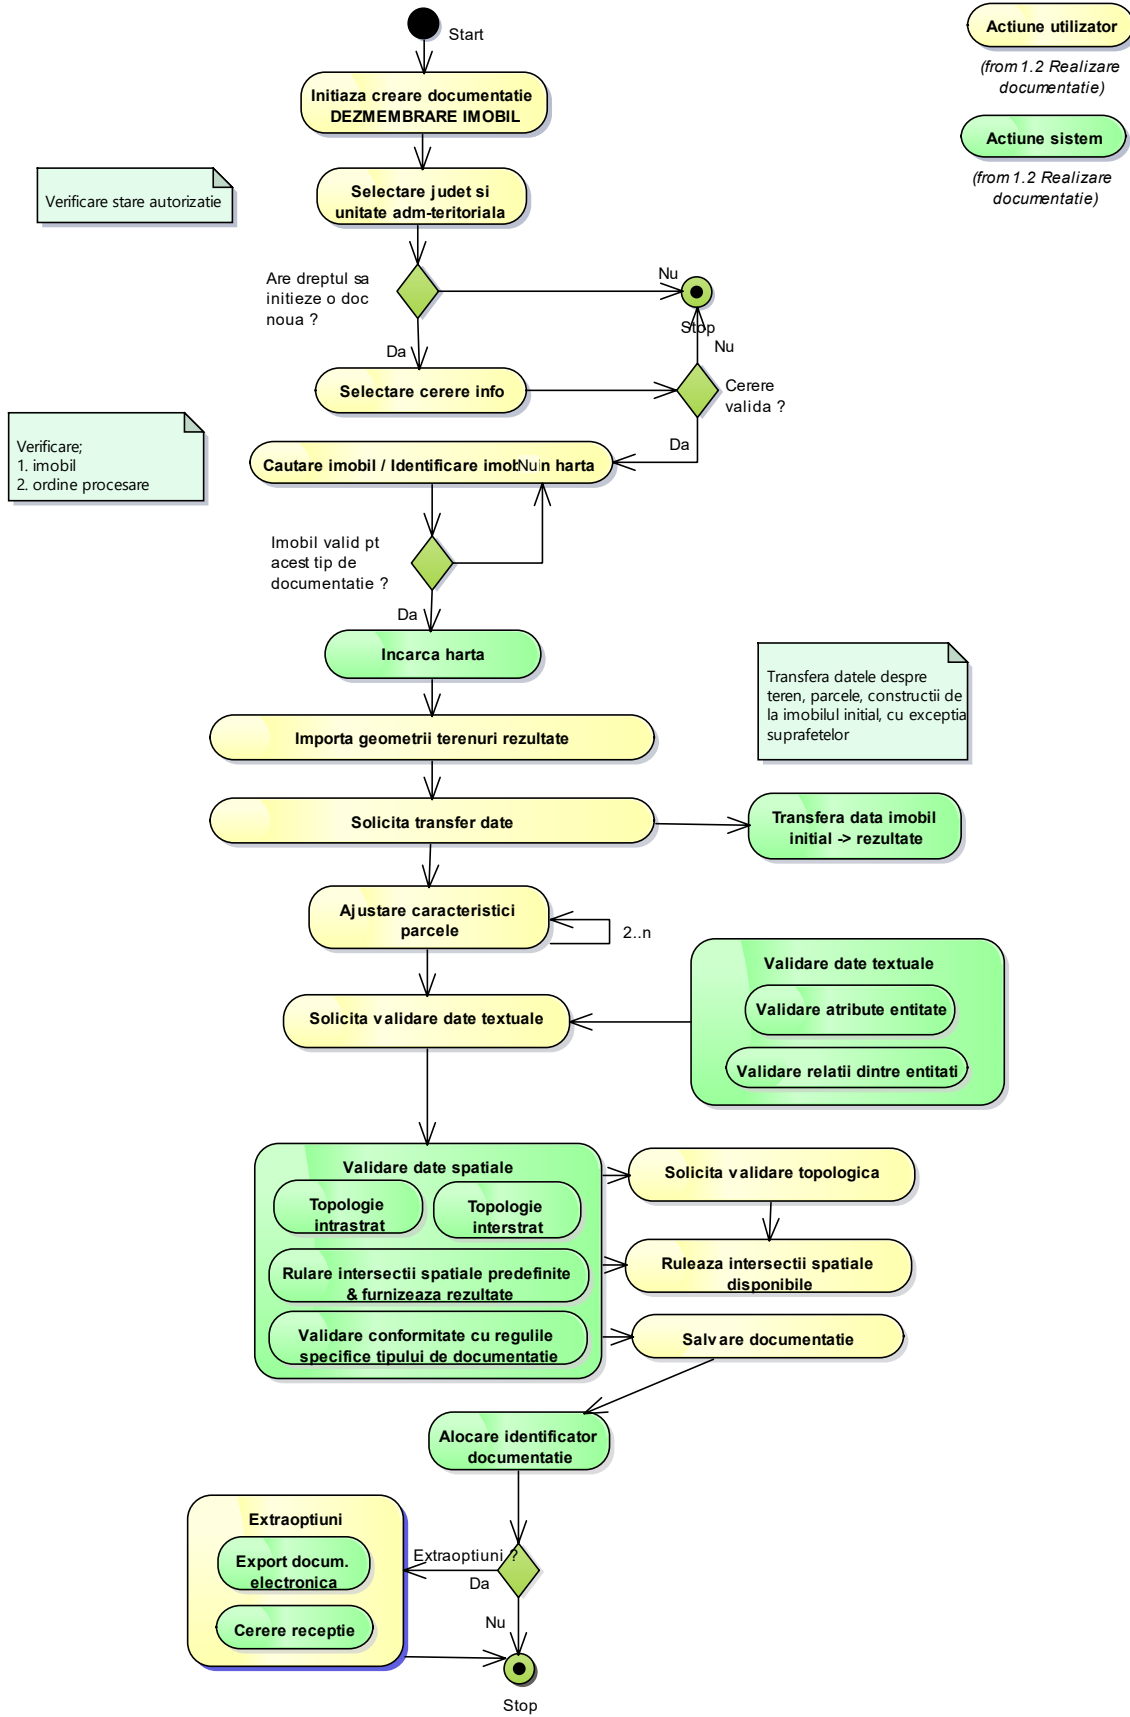 Start
Actiune utilizator
(from 1.2 Realizare
documentatie)
Initiaza creare documentatie
DEZMEMBRARE IMOBIL
Actiune sistem
(from 1.2 Realizare
documentatie)
Verificare stare autorizatie
Selectare judet si
unitate adm-teritoriala
Are dreptul sa
initieze o doc
noua ?
Nu
Stop
Da
Nu
Selectare cerere info
Cerere
valida ?
Da
Verificare;
1. imobil
2. ordine procesare
Cautare imobil / Identificare imobil in harta
Nu
Imobil valid pt
acest tip de
documentatie ?
Da
Incarca harta
Transfera datele despre
teren, parcele, constructii de
la imobilul initial, cu exceptia
suprafetelor
Importa geometrii terenuri rezultate
Solicita transfer date
Transfera data imobil
initial -> rezultate
Ajustare caracteristici
parcele
2..n
Validare date textuale
Validare atribute entitate
Validare relatii dintre entitati
Solicita validare date textuale
Validare date spatiale
Topologie
intrastrat
Topologie
interstrat
Rulare intersectii spatiale predefinite
& furnizeaza rezultate
Validare conformitate cu regulile
specifice tipului de documentatie
Solicita validare topologica
Ruleaza intersectii spatiale
disponibile
Salvare documentatie
Alocare identificator
documentatie
Extraoptiuni
Export docum.
electronica
Cerere receptie
Extraoptiuni ?
Da
Nu
Stop